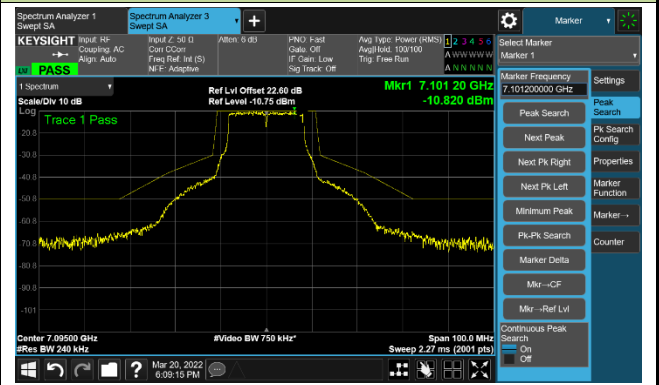 Spectrum Analyzer 1
Swept SA
Spectrum Analyzer 3
Swept SA
+
Marker
KEYSIGHT
Input: RF
Coupling: AC
Align: Auto
Input Z: 50 Ω
Corr CCorr
Freq Ref: Int (S)
NFE: Adaptive
Atten: 6 dB
PNO: Fast
Gate: Off
IF Gain: Low
Sig Track: Off
Avg Type: Power (RMS)
Avg|Hold: 100/100
Trig: Free Run
1 2 3 4 5 6
A W W W W W
A N N N N N
LXI
PASS
Select Marker
Marker 1
1 Spectrum
Scale/Div 10 dB
Ref Lvl Offset 22.60 dB
Ref Level -10.75 dBm
Mkr1 7.101 20 GHz
-10.820 dBm
Log
Trace 1 Pass
-20.8
-30.8
-40.8
-50.8
-60.8
-70.8
-80.8
-90.8
-101
Center 7.09500 GHz
#Res BW 240 kHz
#Video BW 750 kHz*
Span 100.0 MHz
Sweep 2.27 ms (2001 pts)
Marker Frequency
7.101200000 GHz
Peak Search
Next Peak
Next Pk Right
Next Pk Left
Minimum Peak
Pk-Pk Search
Marker Delta
Mkr→CF
Mkr→Ref Lvl
Continuous Peak
Search
On
Off
Settings
Peak
Search
Pk Search
Config
Properties
Marker
Function
Marker→
Counter
?
Mar 20, 2022
6:09:15 PM